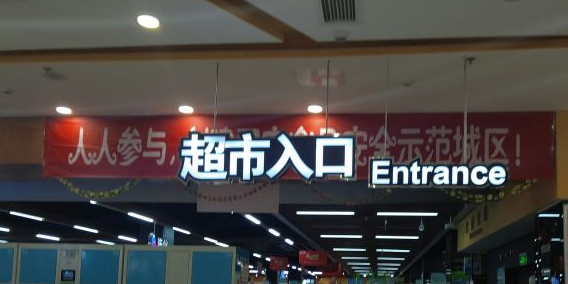 人人参与,
安全示范城区!
超市入口
Entrance